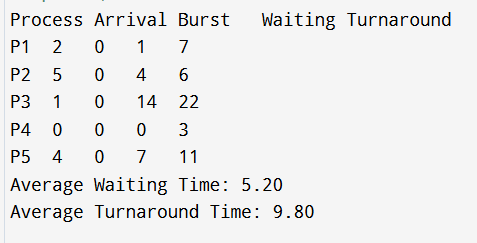 Process Arrival Burst   Waiting Turnaround
P1  2   0   1   7
P2  5   0   4   6
P3  1   0   14  22
P4  0   0   0   3
P5  4   0   7   11
Average Waiting Time: 5.20
Average Turnaround Time: 9.80